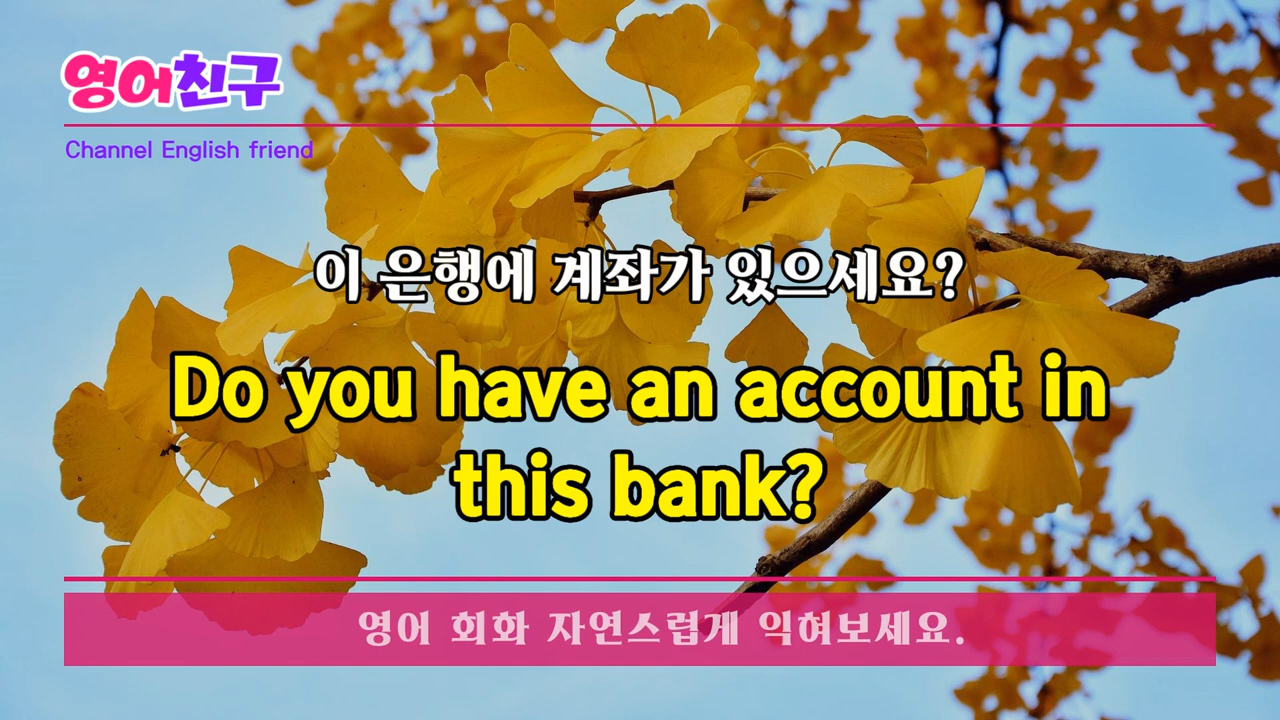 영어친구
Channel English friend
이 은행에 계좌가 있으세요?
Do you have an account in
this bank?
영어 회화 자연스럽게 익혀보세요.